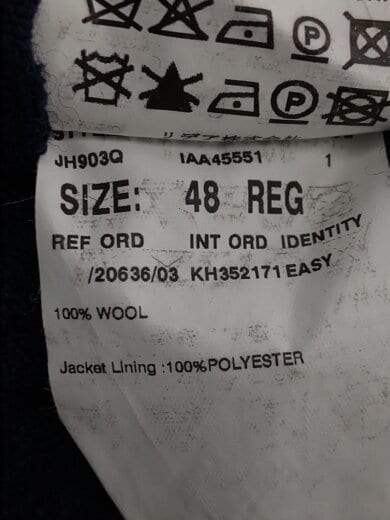 JH903Q IAA45551 1
SIZE: 48 REG
REF ORD INT ORD IDENTITY
/20636/03 KH352171 EASY
100% WOOL
Jacket Lining :100%POLYESTER